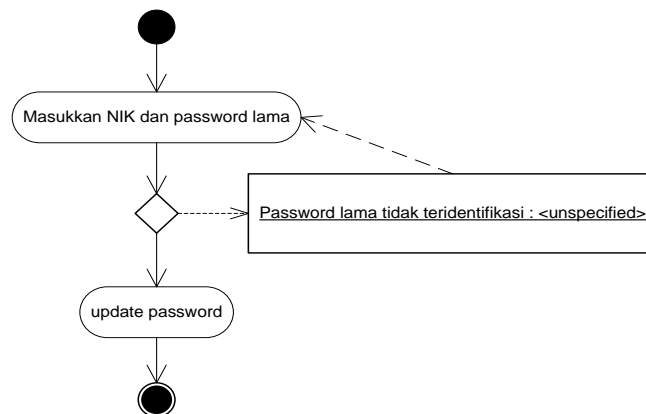 Masukkan NIK dan password lama
Password lama tidak teridentifikasi : <unspecified>
update password